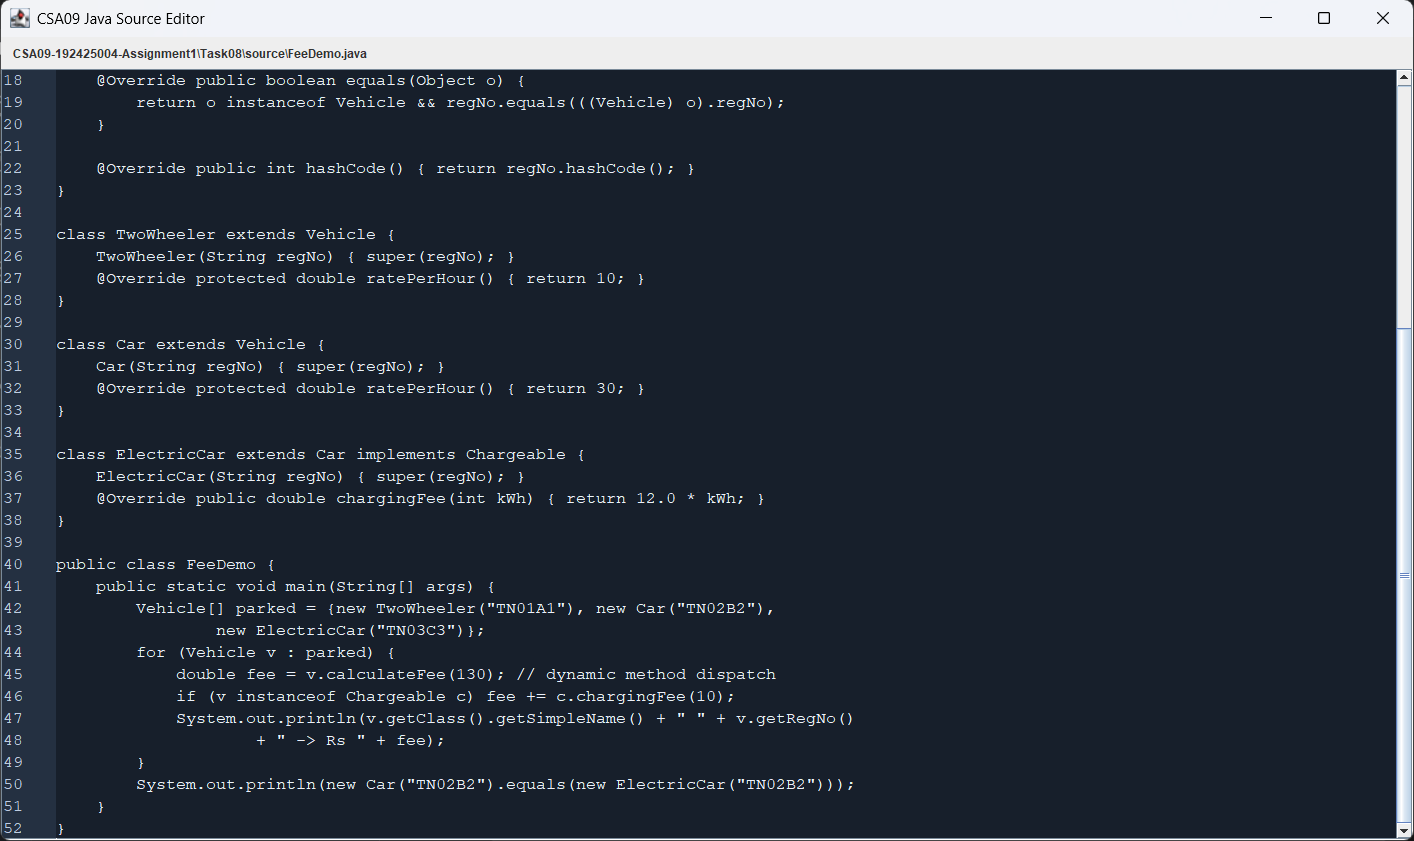 CSA09 Java Source Editor
CSA09-192425004-Assignment1\Task08\source\FeeDemo.java
18     @Override public boolean equals(Object o) {
19         return o instanceof Vehicle && regNo.equals(((Vehicle) o).regNo);
20     }
21
22     @Override public int hashCode() { return regNo.hashCode(); }
23 }
24
25 class TwoWheeler extends Vehicle {
26     TwoWheeler(String regNo) { super(regNo); }
27     @Override protected double ratePerHour() { return 10; }
28 }
29
30 class Car extends Vehicle {
31     Car(String regNo) { super(regNo); }
32     @Override protected double ratePerHour() { return 30; }
33 }
34
35 class ElectricCar extends Car implements Chargeable {
36     ElectricCar(String regNo) { super(regNo); }
37     @Override public double chargingFee(int kWh) { return 12.0 * kWh; }
38 }
39
40 public class FeeDemo {
41     public static void main(String[] args) {
42         Vehicle[] parked = {new TwoWheeler("TN01A1"), new Car("TN02B2"),
43                 new ElectricCar("TN03C3")};
44         for (Vehicle v : parked) {
45             double fee = v.calculateFee(130); // dynamic method dispatch
46             if (v instanceof Chargeable c) fee += c.chargingFee(10);
47             System.out.println(v.getClass().getSimpleName() + " " + v.getRegNo()
48                     + " -> Rs " + fee);
49         }
50         System.out.println(new Car("TN02B2").equals(new ElectricCar("TN02B2")));
51     }
52 }